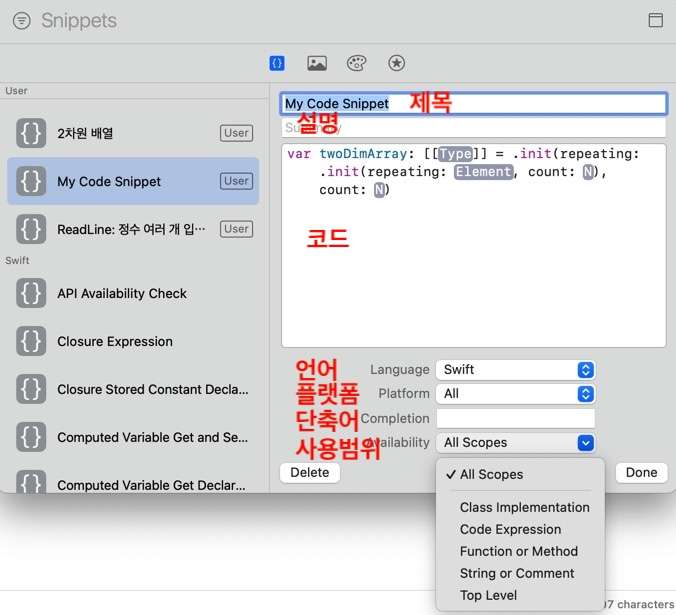 Snippets
User
2차원 배열 User
My Code Snippet User
ReadLine: 정수 여러 개 입… User
Swift
API Availability Check
Closure Expression
Closure Stored Constant Decla...
Computed Variable Get and Se...
Computed Variable Get Declar...
My Code Snippet 제목
설명
var twoDimArray: [[Type]] = .init(repeating:
.init(repeating: Element, count: N),
count: N)
코드
언어 Language Swift
플랫폼 Platform All
단축어 Completion
사용범위 Availability All Scopes
Delete
Done
✓ All Scopes
Class Implementation
Code Expression
Function or Method
String or Comment
Top Level
characters